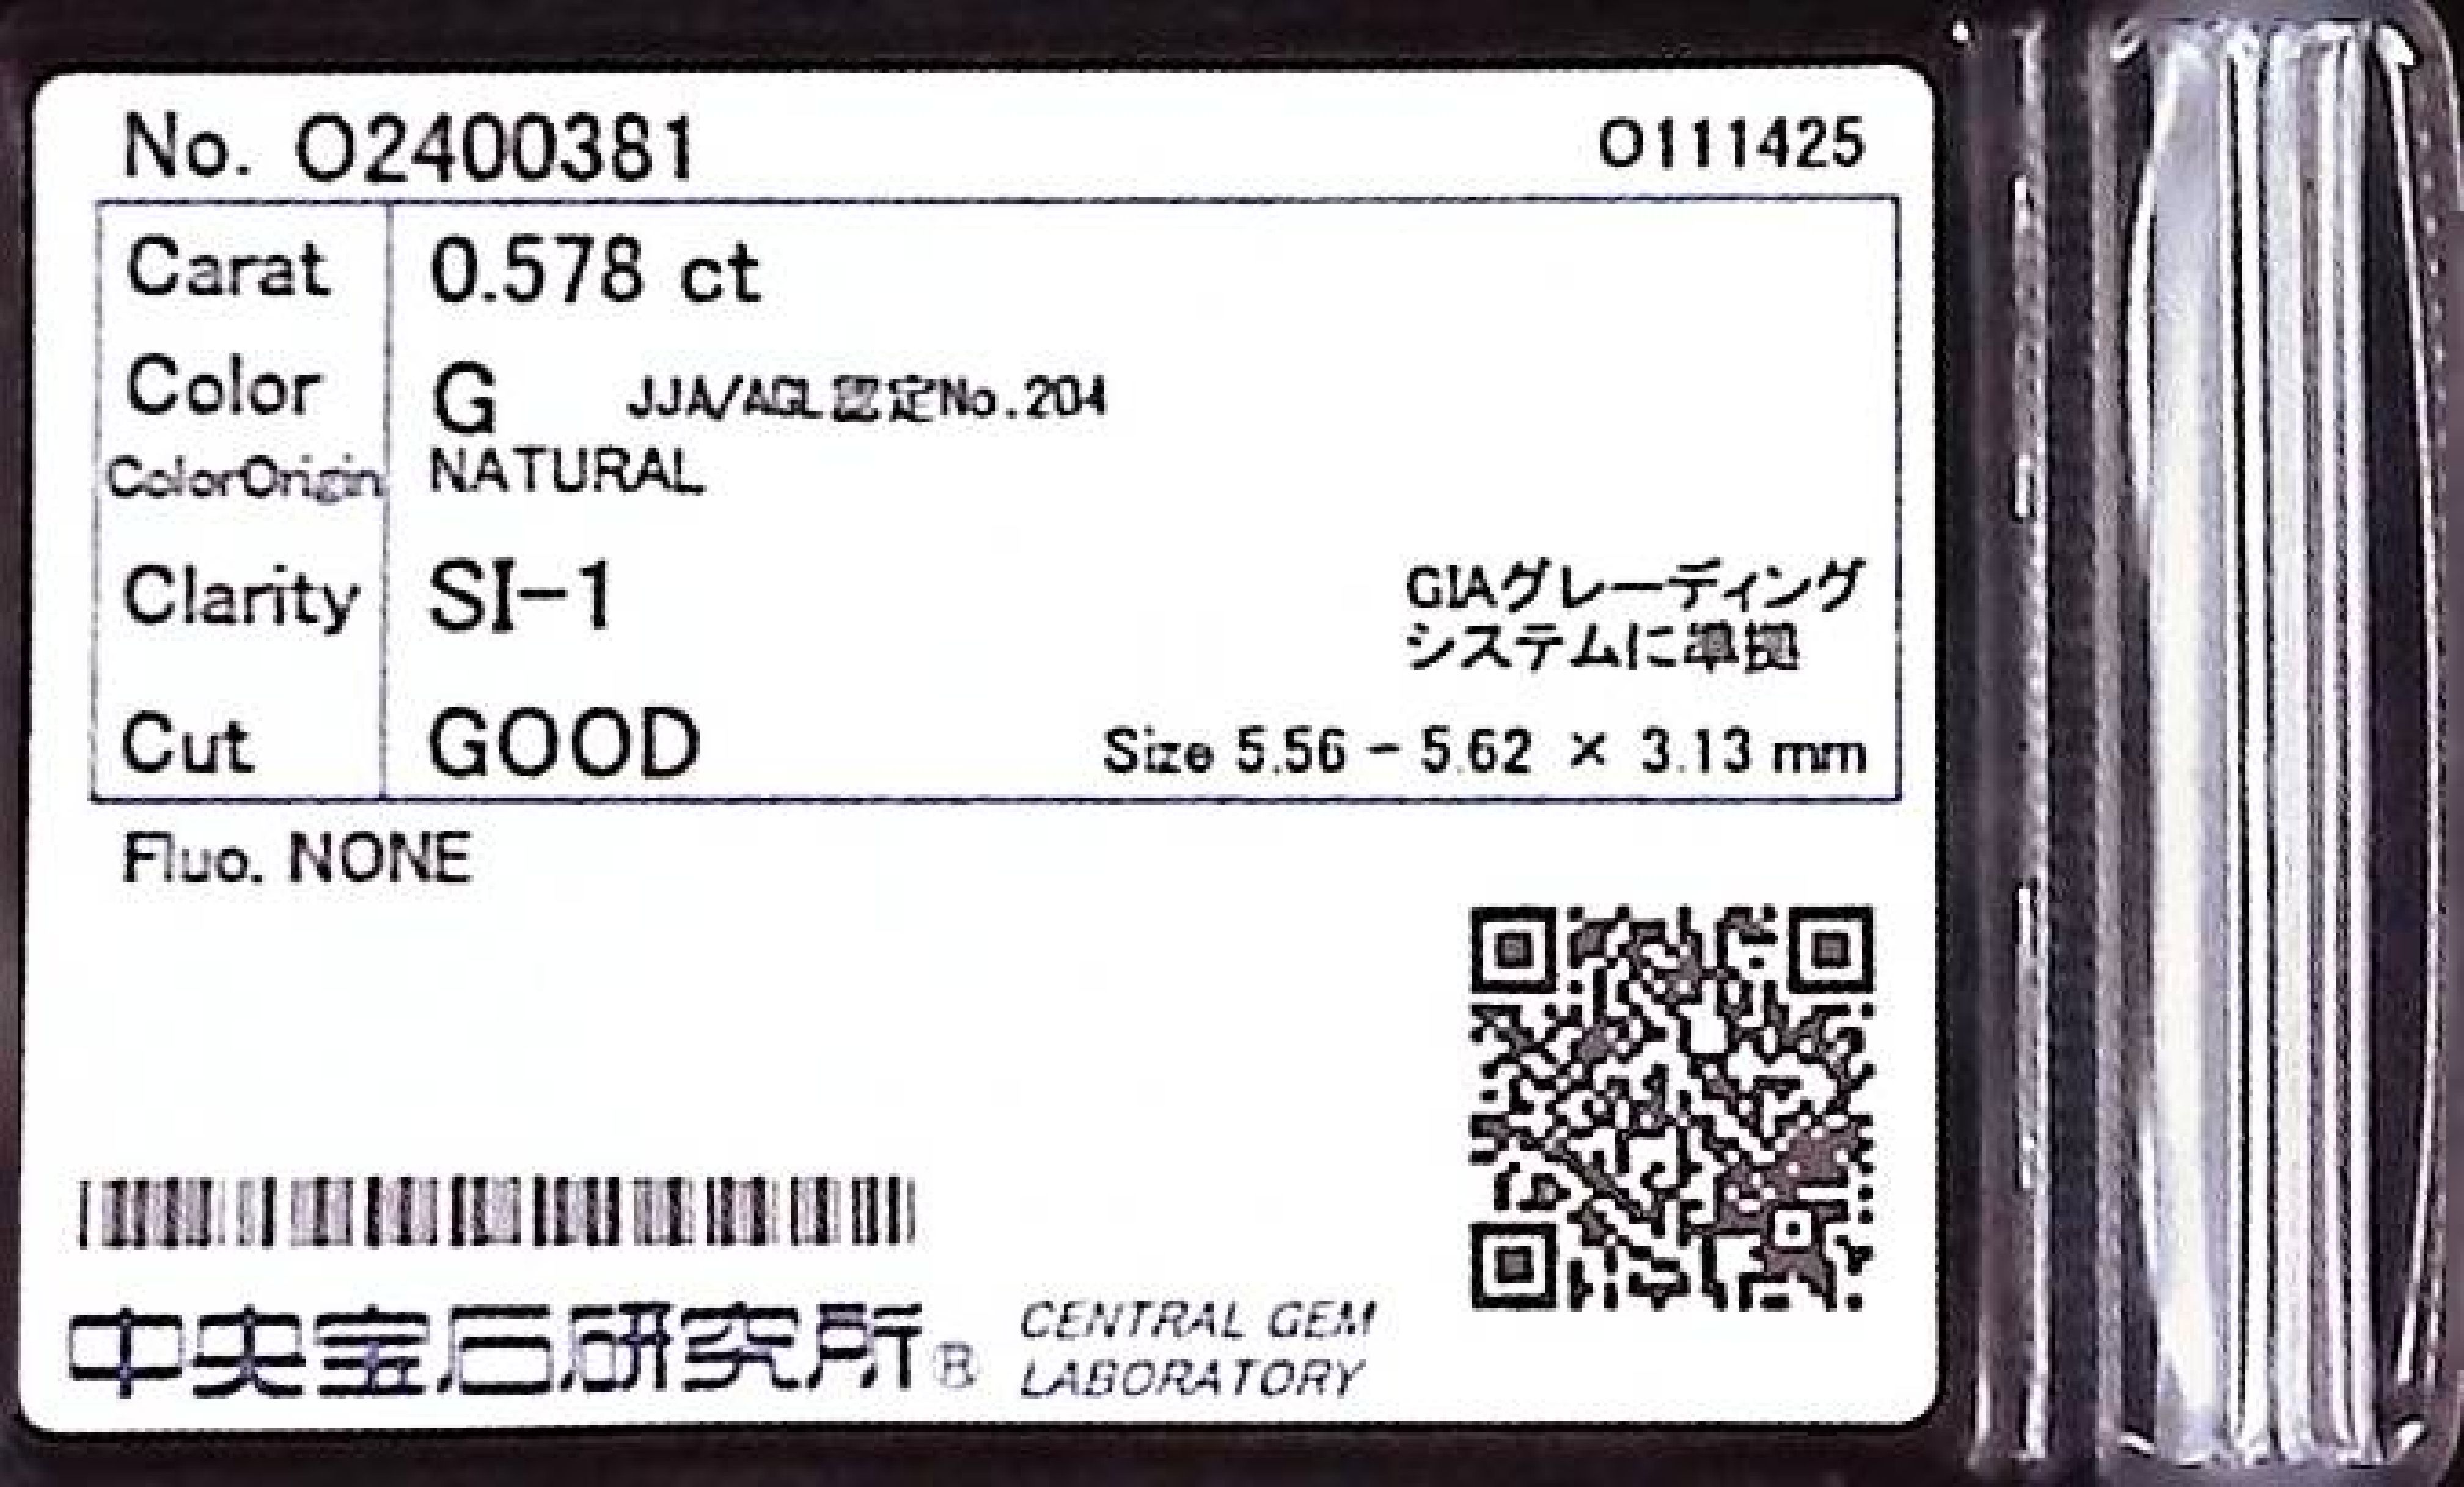 No. O2400381
O111425
Carat 0.578 ct
Color G JJA/AGL認定No.204
ColorOrigin NATURAL
Clarity SI-1
GIAグレーディング
システムに準拠
Cut GOOD
Size 5.56 - 5.62 × 3.13 mm
Fluo. NONE
中央宝石研究所®
CENTRAL GEM
LABORATORY